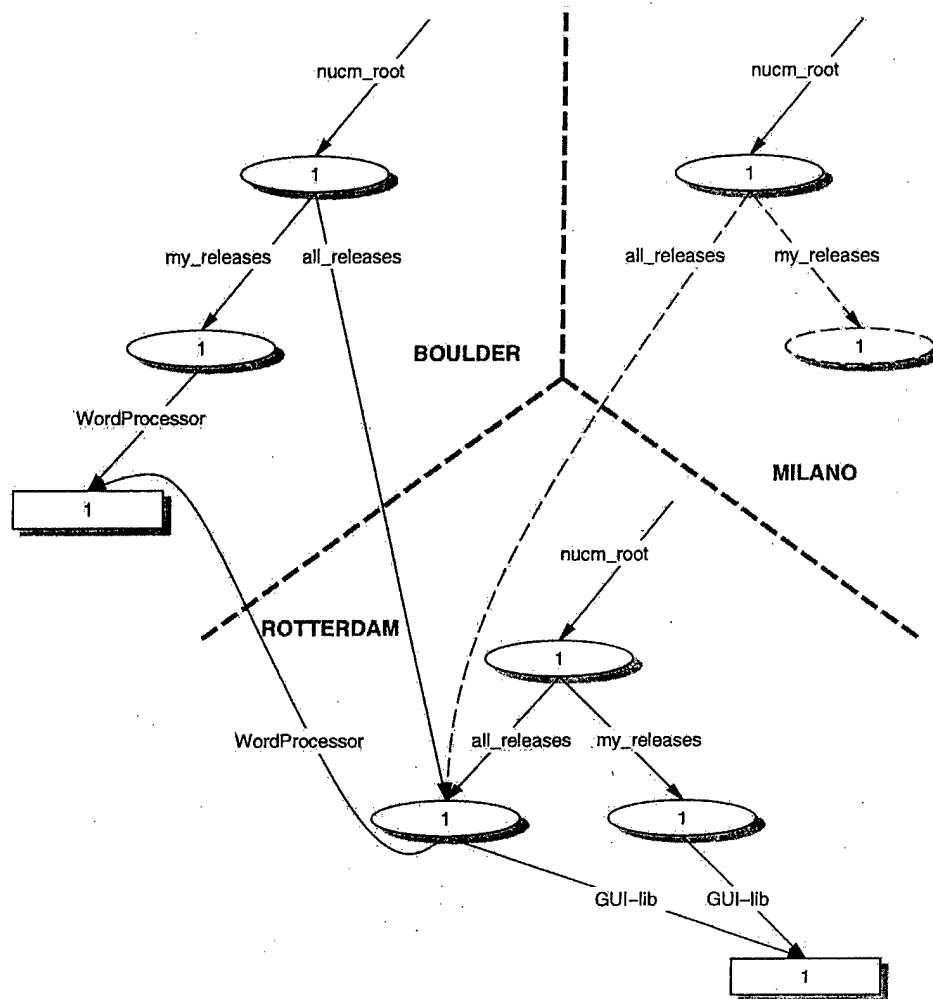 nucm_root
nucm_root
1
1
my_releases
all_releases
all_releases
my_releases
1
1
BOULDER
WordProcessor
MILANO
1
nucm_root
ROTTERDAM
1
WordProcessor
all_releases
my_releases
1
1
GUI-lib
GUI-lib
1